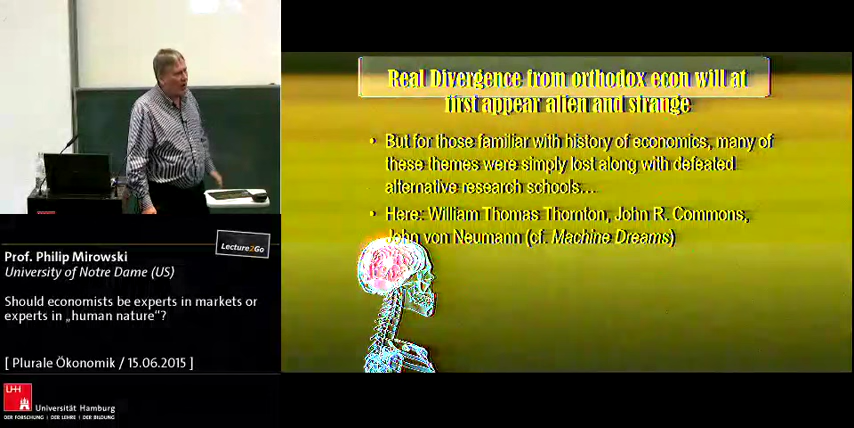 Real Divergence from orthodox econ will at
first appear alien and strange
• But for those familiar with history of economics, many of
these themes were simply lost along with defeated
alternative research schools…
• Here: William Thomas Thornton, John R. Commons,
John von Neumann (cf. Machine Dreams)
Lecture2Go
Prof. Philip Mirowski
University of Notre Dame (US)
Should economists be experts in markets or
experts in „human nature“?
[ Plurale Ökonomik / 15.06.2015 ]
UHH
Universität Hamburg
DER FORSCHUNG | DER LEHRE | DER BILDUNG